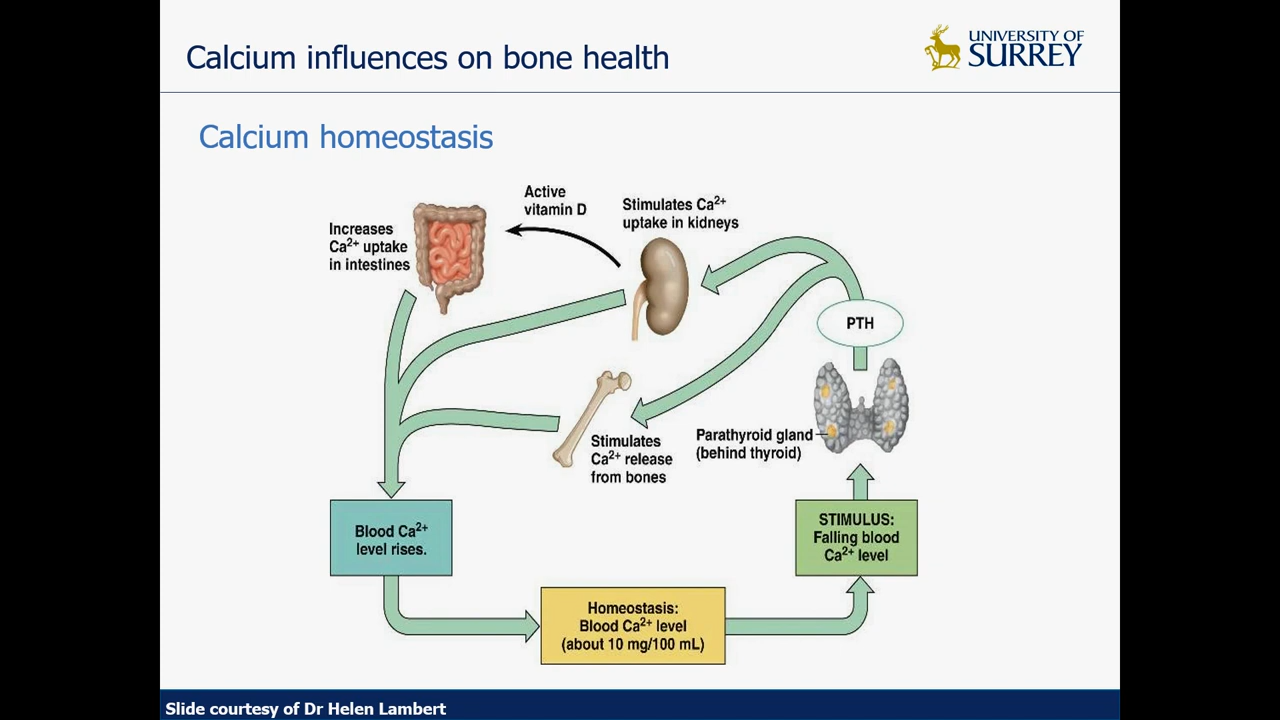 Calcium influences on bone health
UNIVERSITY OF
SURREY
Calcium homeostasis
Active
vitamin D
Stimulates Ca²⁺
uptake in kidneys
Increases
Ca²⁺ uptake
in intestines
PTH
Stimulates
Ca²⁺ release
from bones
Parathyroid gland
(behind thyroid)
Blood Ca²⁺
level rises.
STIMULUS:
Falling blood
Ca²⁺ level
Homeostasis:
Blood Ca²⁺ level
(about 10 mg/100 mL)
Slide courtesy of Dr Helen Lambert